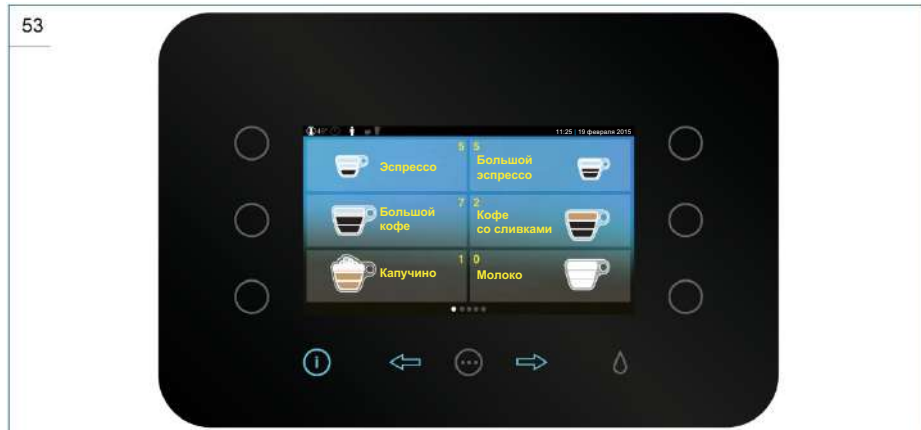 53
11:25 | 19 февраля 2015
5 5
Эспрессо
Большой
эспрессо
7 2
Большой
кофе
Кофе
со сливками
1 0
Капучино
Молоко
i